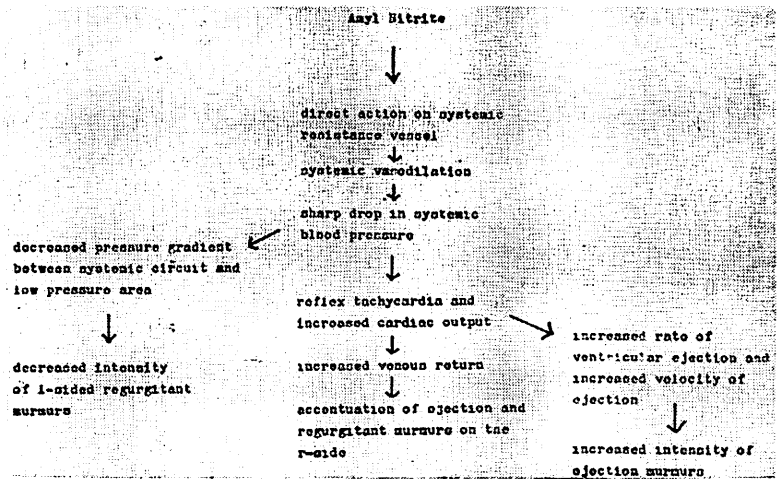 Amyl Nitrite
direct action on systemic
resistance vessel
systemic vasodilation
sharp drop in systemic
blood pressure
decreased pressure gradient
between systemic circuit and
low pressure area
decreased intensity
of l-sided regurgitant
murmurs
reflex tachycardia and
increased cardiac output
increased venous return
accentuation of ejection and
regurgitant murmurs on the
r-side
increased rate of
ventricular ejection and
increased velocity of
ejection
increased intensity of
ejection murmurs